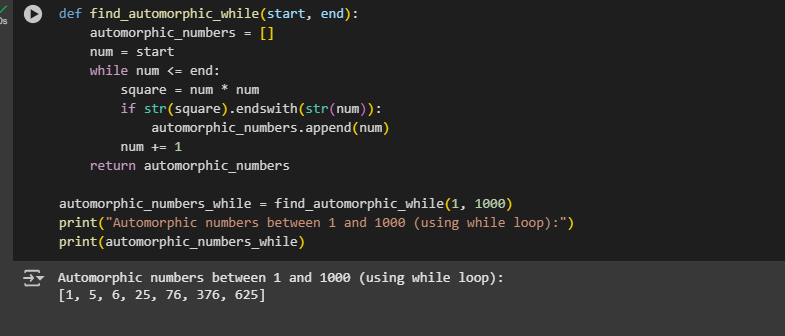 def find_automorphic_while(start, end):
    automorphic_numbers = []
    num = start
    while num <= end:
        square = num * num
        if str(square).endswith(str(num)):
            automorphic_numbers.append(num)
        num += 1
    return automorphic_numbers

automorphic_numbers_while = find_automorphic_while(1, 1000)
print("Automorphic numbers between 1 and 1000 (using while loop):")
print(automorphic_numbers_while)
Automorphic numbers between 1 and 1000 (using while loop):
[1, 5, 6, 25, 76, 376, 625]